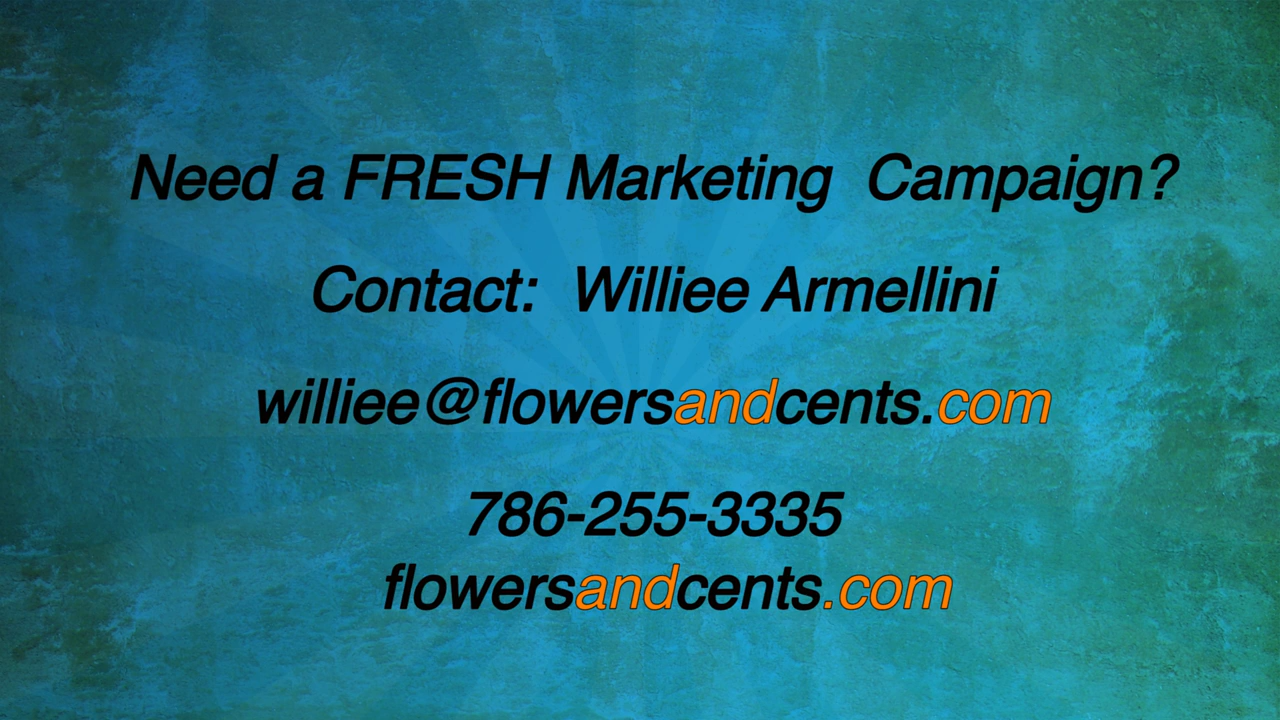 Need a FRESH Marketing Campaign?
Contact: Williee Armellini
williee@flowersandcents.com
786-255-3335
flowersandcents.com